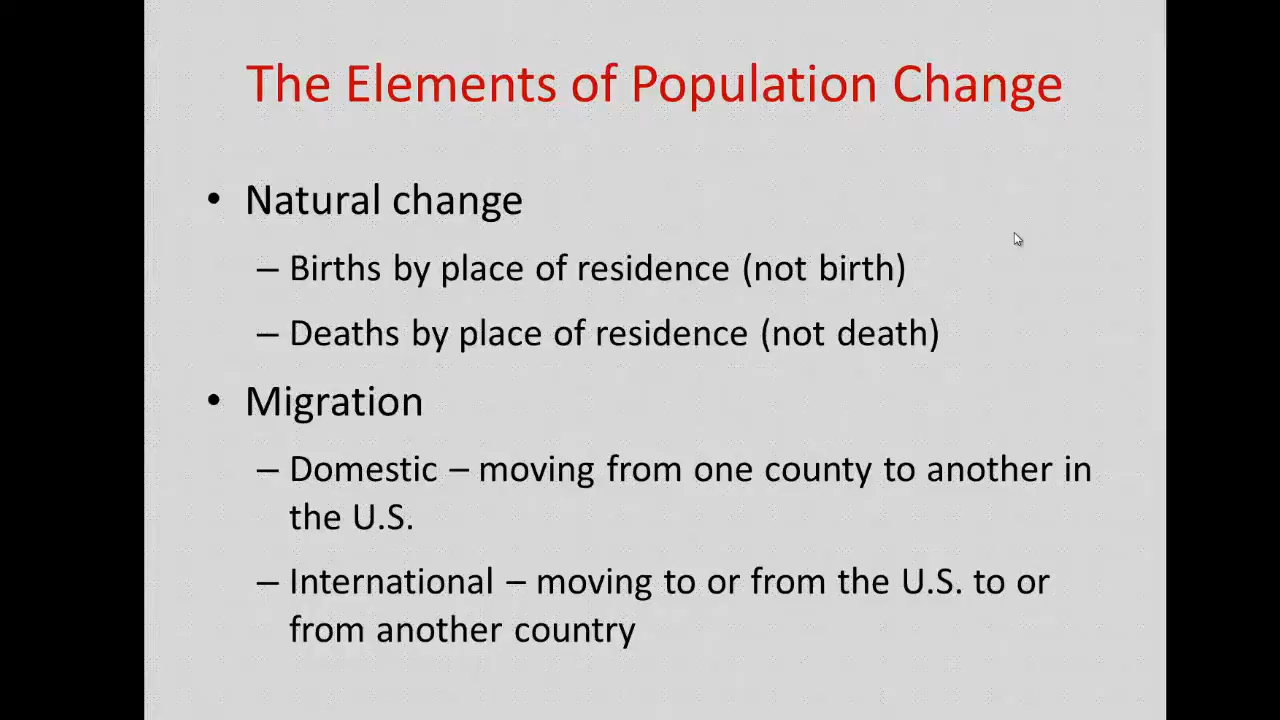 The Elements of Population Change
• Natural change
– Births by place of residence (not birth)
– Deaths by place of residence (not death)
• Migration
– Domestic – moving from one county to another in
the U.S.
– International – moving to or from the U.S. to or
from another country